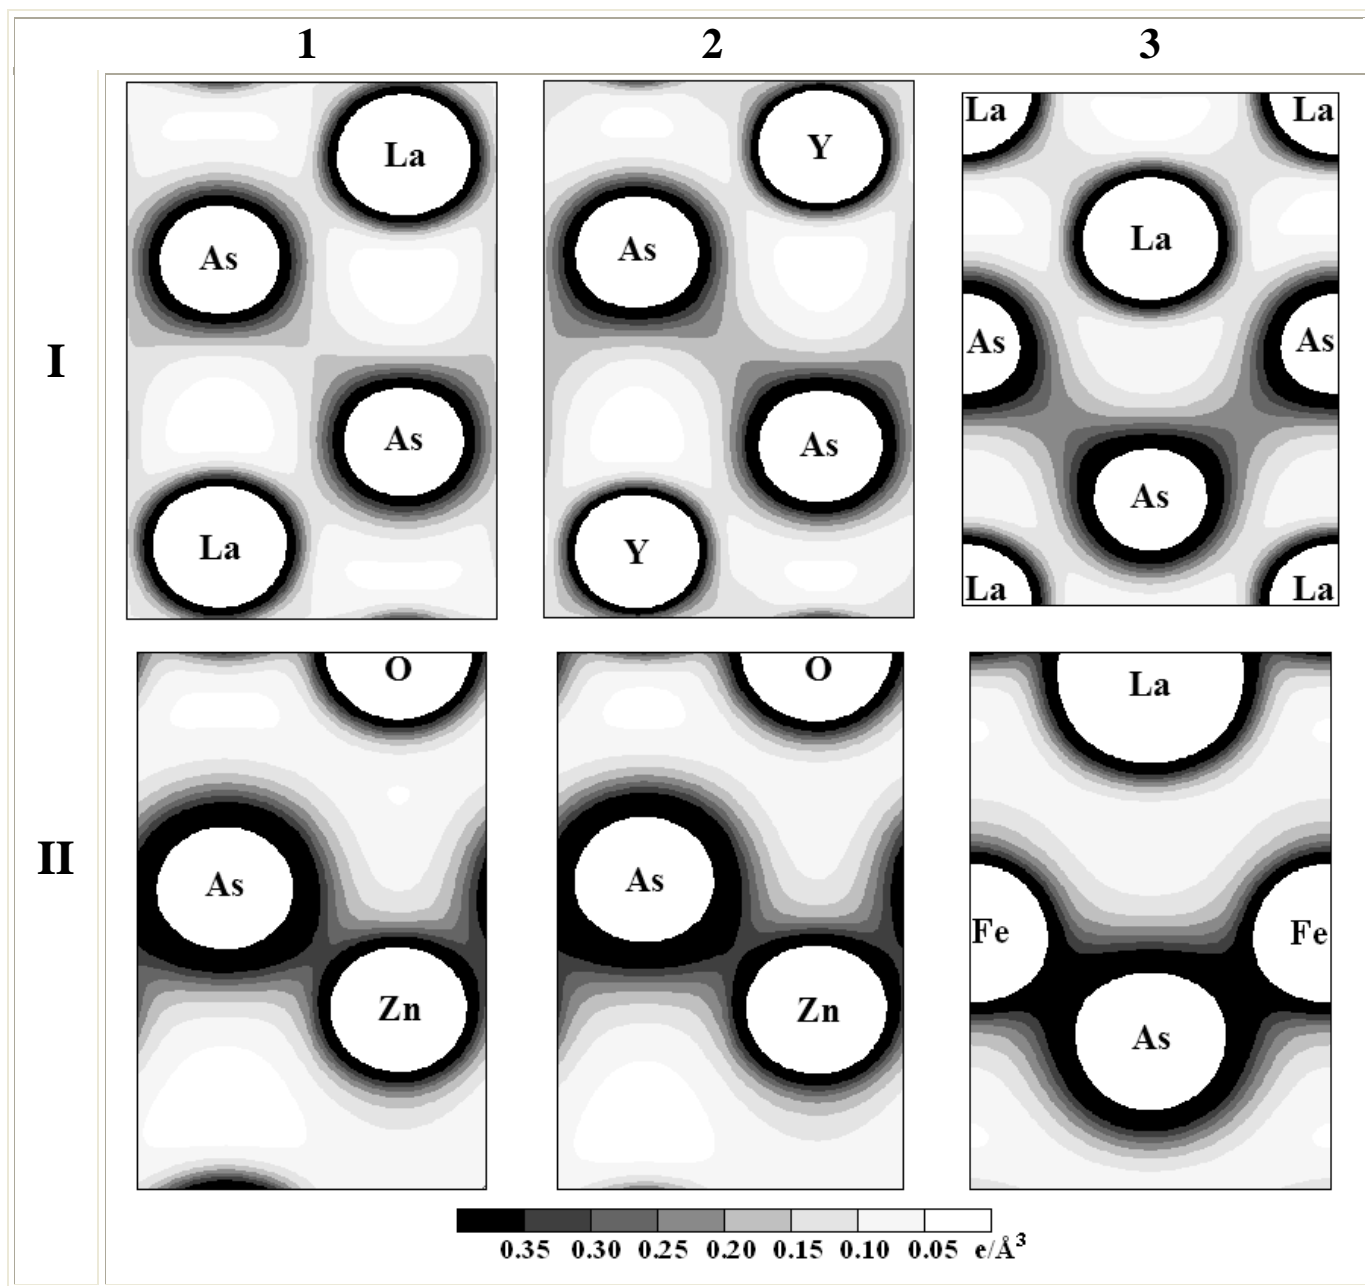 1 2 3
I
La Y La La
As As La
As As As As
La Y As
La La
II
O O La
As As Fe Fe
Zn Zn As
0.35 0.30 0.25 0.20 0.15 0.10 0.05 e/Å³